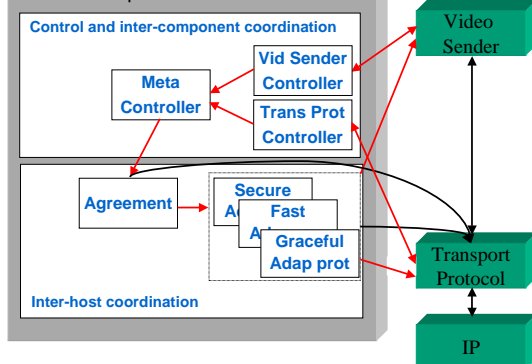 Control and inter-component coordination
Vid Sender
Controller
Meta
Controller
Trans Prot
Controller
Agreement
Secure
Fast
Graceful
Adap prot
Inter-host coordination
Video
Sender
Transport
Protocol
IP